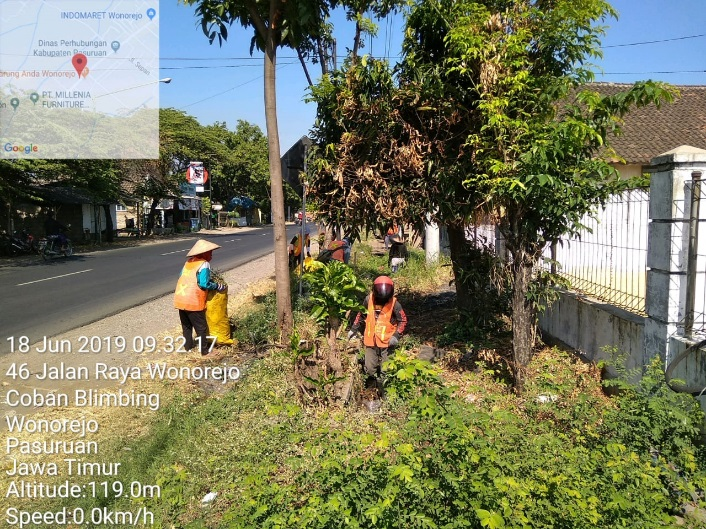 INDOMARET Wonorejo
Dinas Perhubungan
Kabupaten Pasuruan
orung Anda Wonorejo
PT. MILLENIA
FURNITURE...
Google
18 Jun 2019 09.32 17
46 Jalan Raya Wonorejo
Coban Blimbing
Wonorejo
Pasuruan
Jawa Timur
Altitude:119.0m
Speed:0.0km/h